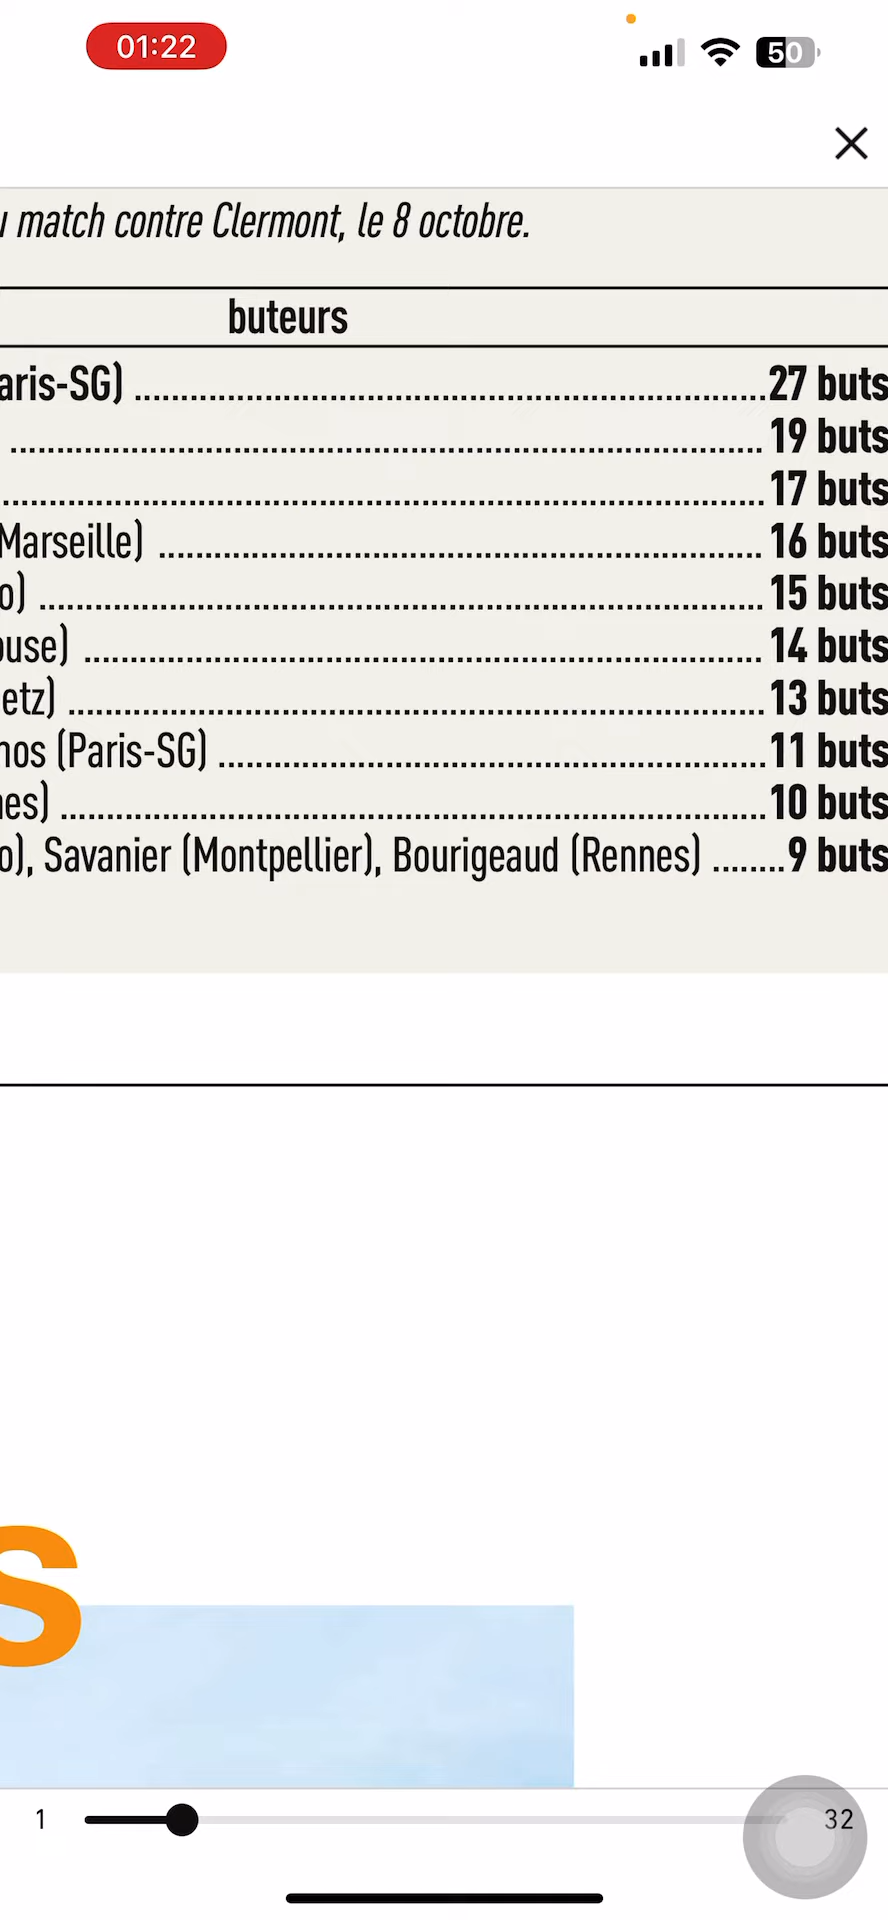 01:22
50
match contre Clermont, le 8 octobre.
buteurs
aris-SG) 27 buts
19 buts
17 buts
Marseille) 16 buts
o) 15 buts
ouse) 14 buts
etz) 13 buts
nos (Paris-SG) 11 buts
nes) 10 buts
o), Savanier (Montpellier), Bourigeaud (Rennes) 9 buts
s
1
32